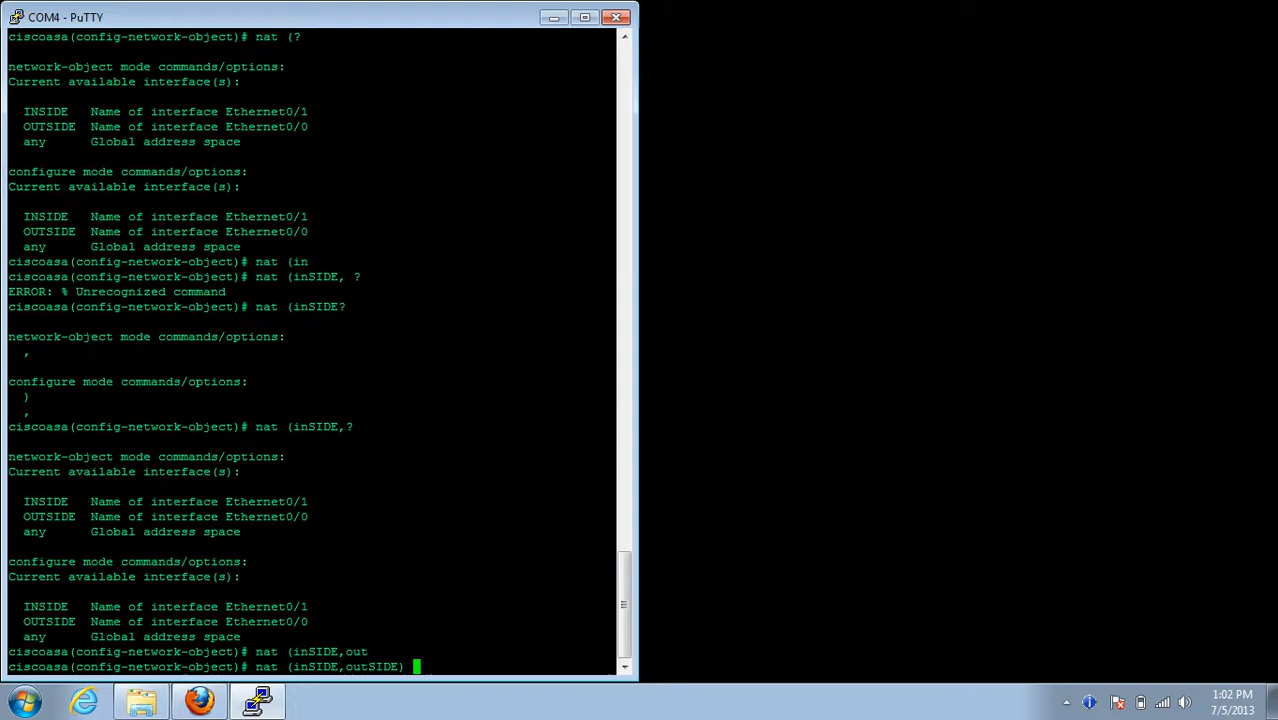 COM4 - PuTTY
ciscoasa(config-network-object)# nat (?
network-object mode commands/options:
Current available interface(s):
INSIDE   Name of interface Ethernet0/1
OUTSIDE  Name of interface Ethernet0/0
any      Global address space
configure mode commands/options:
Current available interface(s):
INSIDE   Name of interface Ethernet0/1
OUTSIDE  Name of interface Ethernet0/0
any      Global address space
ciscoasa(config-network-object)# nat (in
ciscoasa(config-network-object)# nat (inSIDE, ?
ERROR: % Unrecognized command
ciscoasa(config-network-object)# nat (inSIDE?
network-object mode commands/options:
,
configure mode commands/options:
)
,
ciscoasa(config-network-object)# nat (inSIDE,?
network-object mode commands/options:
Current available interface(s):
INSIDE   Name of interface Ethernet0/1
OUTSIDE  Name of interface Ethernet0/0
any      Global address space
configure mode commands/options:
Current available interface(s):
INSIDE   Name of interface Ethernet0/1
OUTSIDE  Name of interface Ethernet0/0
any      Global address space
ciscoasa(config-network-object)# nat (inSIDE,out
ciscoasa(config-network-object)# nat (inSIDE,outSIDE)
1:02 PM
7/5/2013